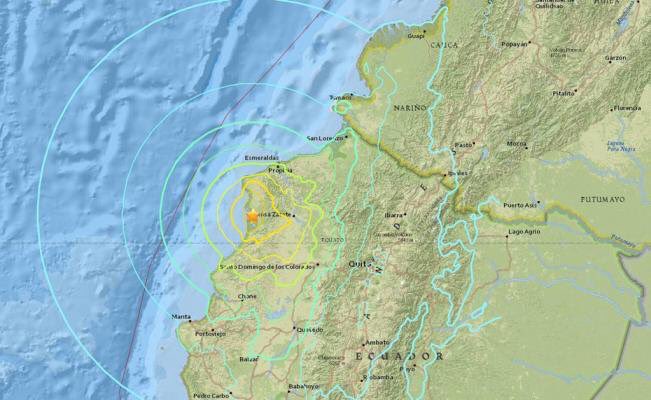 Guapi
CAUCA
Popayan
Garzon
Pitalito
Florencia
Tumaco
NARIÑO
San Lorenzo
Pasto
Mocoa
Esmeraldas
Propicia
Ipiales
Puerto Asis
PUTUMAYO
Putumayo
Rosa Zarate
Ibarra
Lago Agrio
Quito
Santo Domingo de los Colorados
Chone
Manta
Portoviejo
Quevedo
Ambato
Balzar
ECUADOR
Riobamba
Puyo
Pedro Carbo
Babahoyo